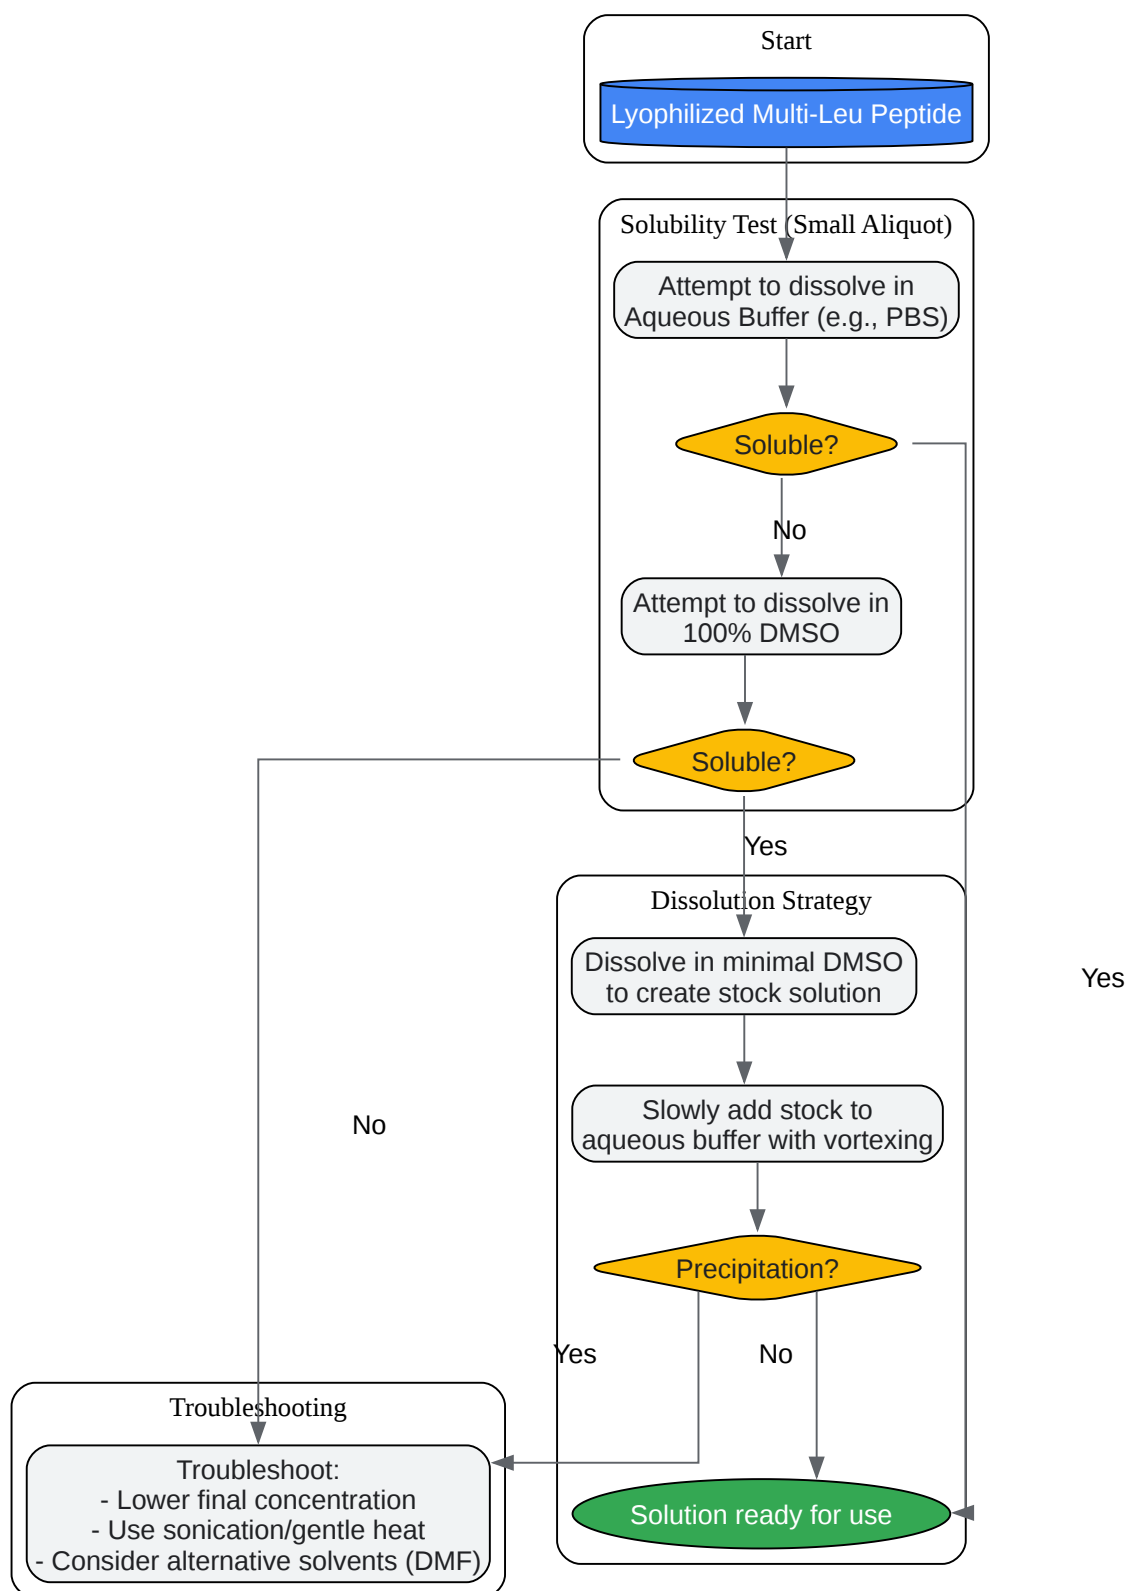 Start
Lyophilized Multi-Leu Peptide
Solubility Test (Small Aliquot)
Attempt to dissolve in
Aqueous Buffer (e.g., PBS)
Soluble?
No
Attempt to dissolve in
100% DMSO
Soluble?
Yes
Dissolution Strategy
Dissolve in minimal DMSO
to create stock solution
Yes
Slowly add stock to
aqueous buffer with vortexing
No
Precipitation?
Yes
No
Troubleshooting
Troubleshoot:
- Lower final concentration
- Use sonication/gentle heat
- Consider alternative solvents (DMF)
Solution ready for use